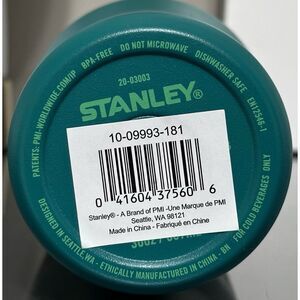 PATENTS: PMI-WORLDWIDE.COM/IP BPA-FREE DO NOT MICROWAVE DISHWASHER SAFE EN12546-1
20-03003
STANLEY®
10-09993-181
0 41604 37560 6
Stanley® - A Brand of PMI -Une Marque de PMI
Seattle, WA 98121
Made in China - Fabriqué en Chine
DESIGNED IN SEATTLE, WA - ETHICALLY MANUFACTURED IN CHINA - BN FOR COLD BEVERAGES ONLY